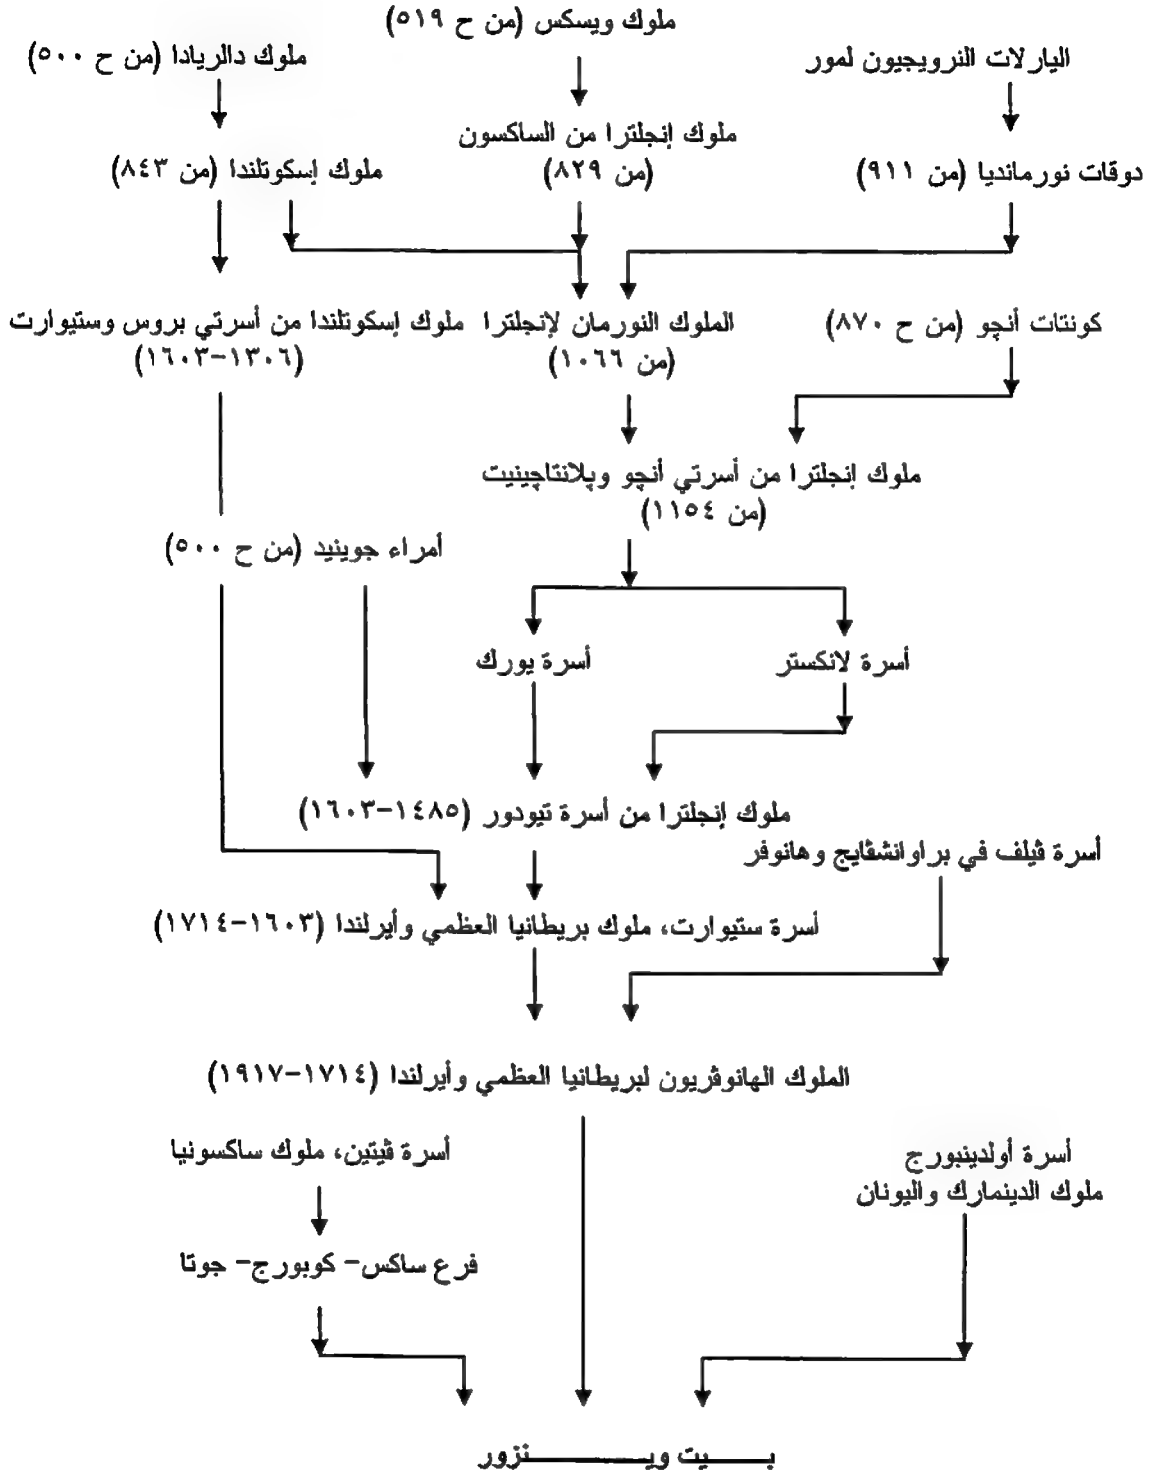 ملوك ويسكس (من ح ٥١٩)
اليارلات النرويجيون لمور
ملوك دالريادا (من ح ٥٠٠)
ملوك إنجلترا من الساكسون
(من ٨٢٩)
دوقات نورمانديا (من ٩١١)
ملوك إسكوتلندا (من ٨٤٣)
كونتات أنچو (من ح ٨٧٠)
الملوك النورمان لإنجلترا
(من ١٠٦٦)
ملوك إسكوتلندا من أسرتي بروس وستيوارت
(١٣٠٦-١٦٠٣)
ملوك إنجلترا من أسرتي أنچو وپلانتاچينيت
(من ١١٥٤)
أمراء جوينيد (من ح ٥٠٠)
أسرة لانكستر
أسرة يورك
ملوك إنجلترا من أسرة تيودور (١٤٨٥-١٦٠٣)
أسرة ڤيلف في براوانشڤايج وهانوفر
أسرة ستيوارت، ملوك بريطانيا العظمي وأيرلندا (١٦٠٣-١٧١٤)
الملوك الهانوڤريون لبريطانيا العظمي وأيرلندا (١٧١٤-١٩١٧)
أسرة أولدينبورج
ملوك الدينمارك واليونان
أسرة ڤيتين، ملوك ساكسونيا
فرع ساكس- كوبورج- جوتا
بـــــيت ويـــــــــنزور